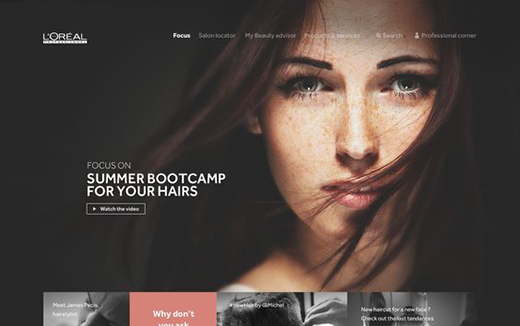 L'ORÉAL
PROFESSIONNEL
Focus
Salon locator
My Beauty advisor
Products & services
Search
Professional corner
FOCUS ON
SUMMER BOOTCAMP
FOR YOUR HAIRS
Watch the video
Meet James Pecis,
hairstylist
Why don't
you ask
hair by @Michel
New haircut for a new face ?
Check out the last tendances